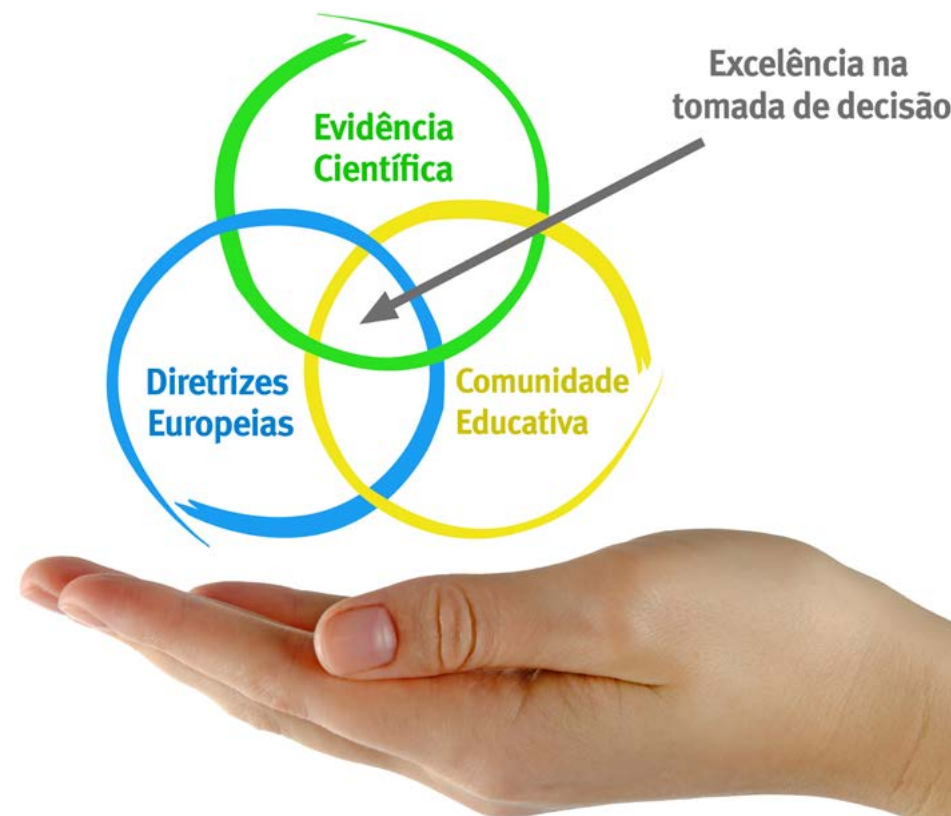 Excelência na
tomada de decisão
Evidência
Científica
Diretrizes
Europeias
Comunidade
Educativa